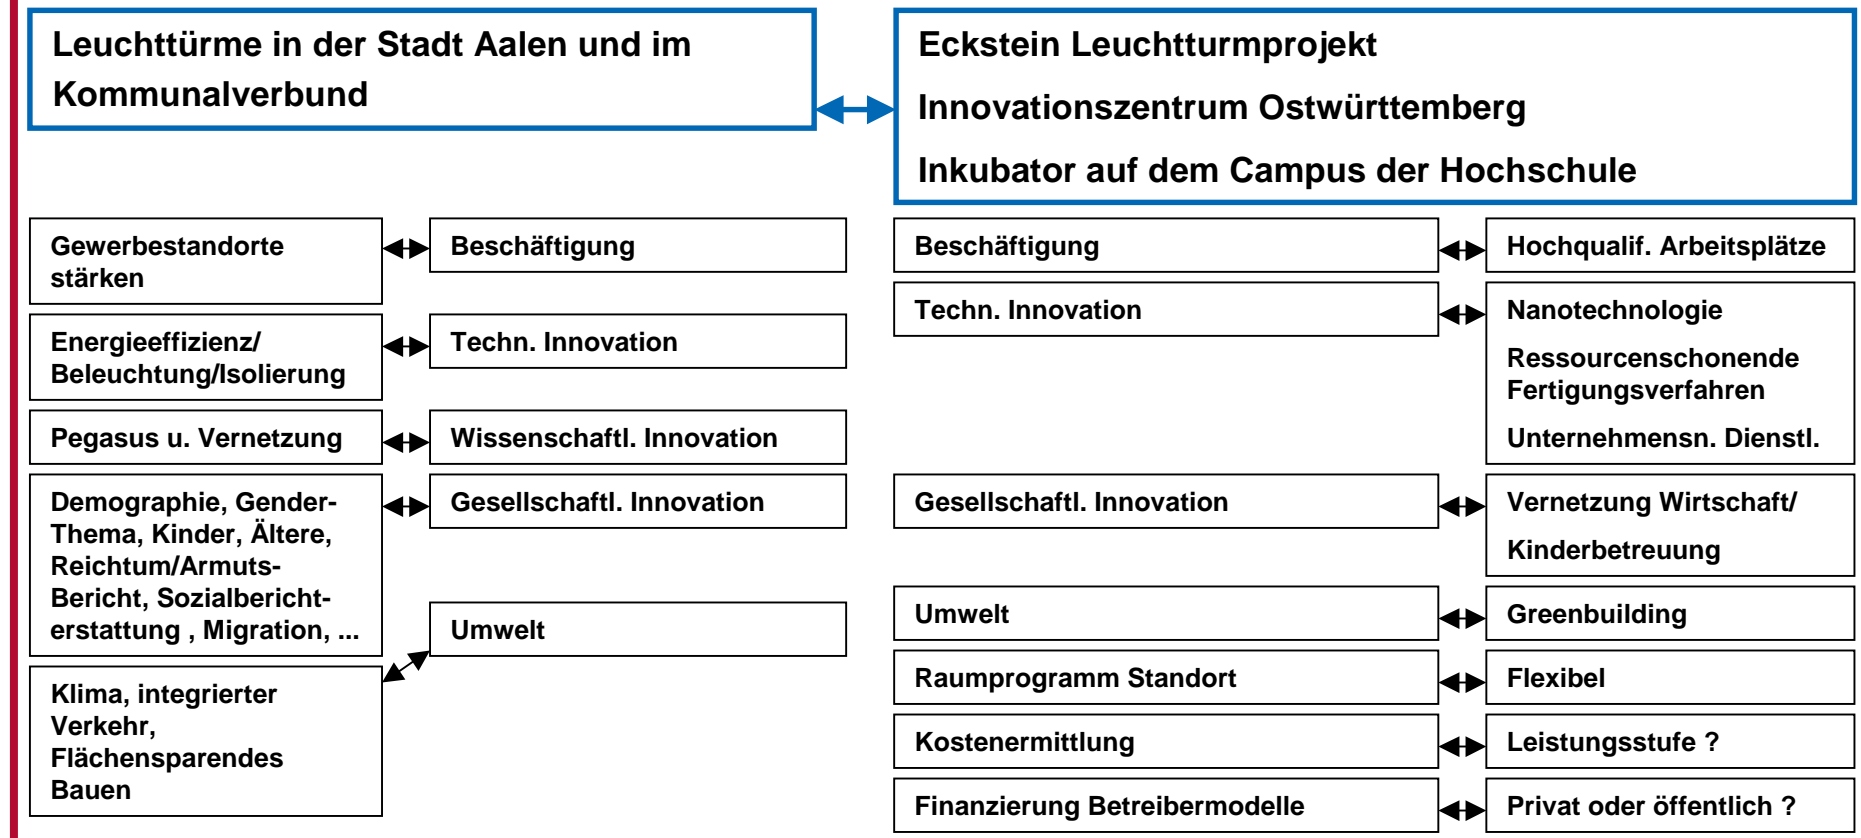 Leuchttürme in der Stadt Aalen und im
Kommunalverbund
Eckstein Leuchtturmprojekt
Innovationszentrum Ostwürttemberg
Inkubator auf dem Campus der Hochschule
Gewerbestandorte
stärken
Beschäftigung
Energieeffizienz/
Beleuchtung/Isolierung
Techn. Innovation
Pegasus u. Vernetzung
Wissenschaftl. Innovation
Demographie, Gender-
Thema, Kinder, Ältere,
Reichtum/Armuts-
Bericht, Sozialbericht-
erstattung , Migration, ...
Gesellschaftl. Innovation
Klima, integrierter
Verkehr,
Flächensparendes
Bauen
Umwelt
Beschäftigung
Hochqualif. Arbeitsplätze
Techn. Innovation
Nanotechnologie
Ressourcenschonende
Fertigungsverfahren
Unternehmensn. Dienstl.
Gesellschaftl. Innovation
Vernetzung Wirtschaft/
Kinderbetreuung
Umwelt
Greenbuilding
Raumprogramm Standort
Flexibel
Kostenermittlung
Leistungsstufe ?
Finanzierung Betreibermodelle
Privat oder öffentlich ?